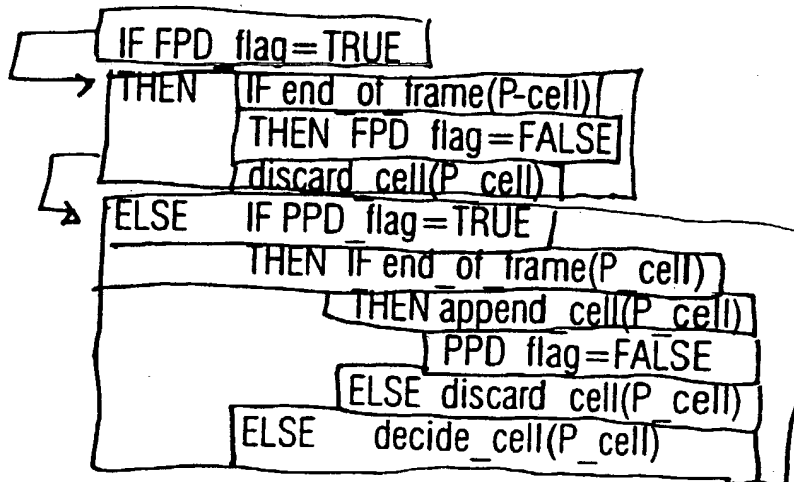 IF FPD_flag=TRUE
THEN IF end_of_frame(P-cell)
THEN FPD_flag=FALSE
discard_cell(P_cell)
ELSE IF PPD_flag=TRUE
THEN IF end_of_frame(P_cell)
THEN append_cell(P_cell)
PPD_flag=FALSE
ELSE discard_cell(P_cell)
ELSE decide_cell(P_cell)